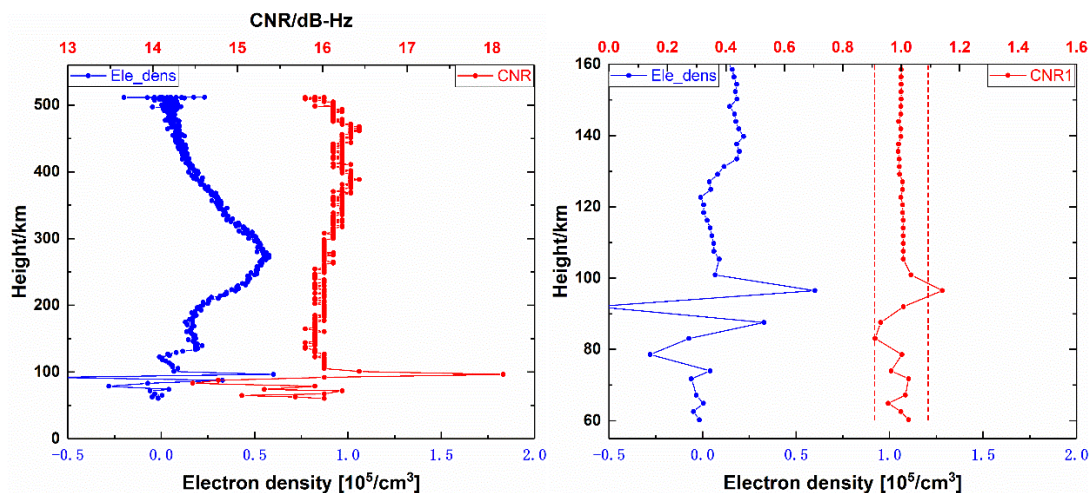 CNR/dB-Hz
13 14 15 16 17 18
Ele_dens
CNR
Height/km
500
400
300
200
100
0
-0.5 0.0 0.5 1.0 1.5 2.0
Electron density [10⁵/cm³]
0.0 0.2 0.4 0.6 0.8 1.0 1.2 1.4 1.6
Ele_dens
CNR1
Height/km
160
140
120
100
80
60
-0.5 0.0 0.5 1.0 1.5 2.0
Electron density [10⁵/cm³]